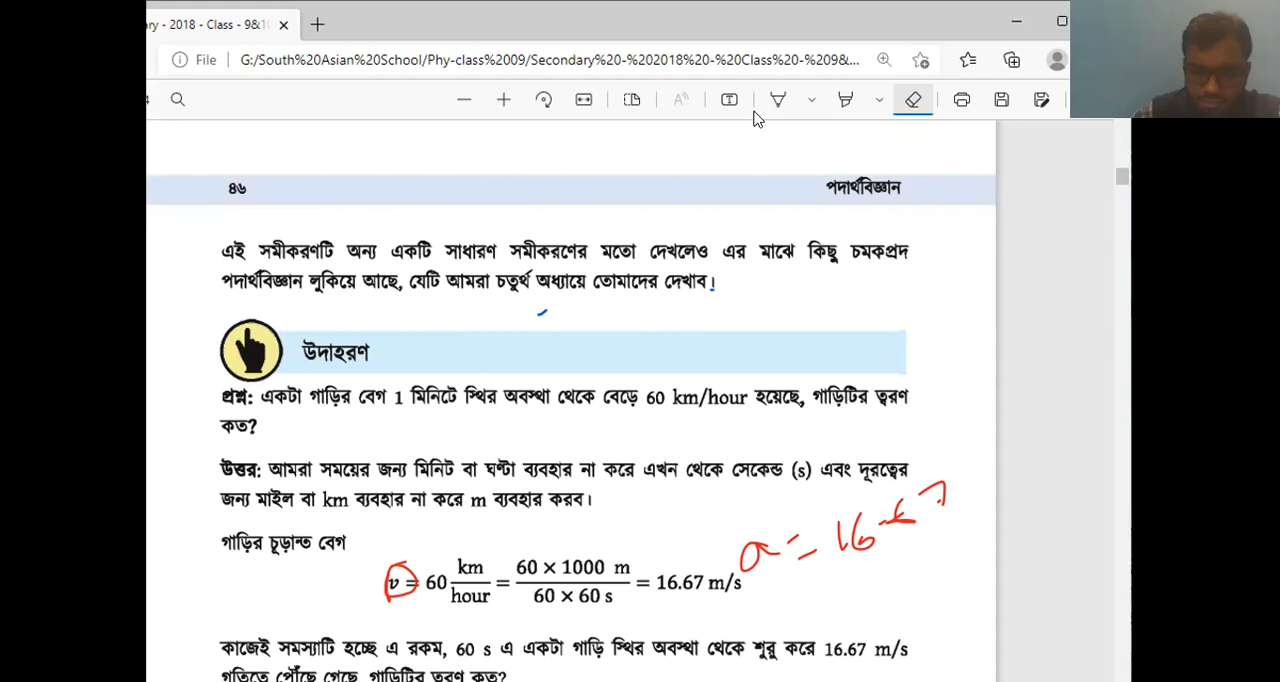 ry - 2018 - Class - 9&1
File G:/South%20Asian%20School/Phy-class%2009/Secondary%20-%202018%20-%20Class%20-%209&...
৪৬ পদার্থবিজ্ঞান
এই সমীকরণটি অন্য একটি সাধারণ সমীকরণের মতো দেখলেও এর মাঝে কিছু চমকপ্রদ
পদার্থবিজ্ঞান লুকিয়ে আছে, যেটি আমরা চতুর্থ অধ্যায়ে তোমাদের দেখাব।
উদাহরণ
প্রশ্ন: একটা গাড়ির বেগ 1 মিনিটে স্থির অবস্থা থেকে বেড়ে 60 km/hour হয়েছে, গাড়িটির ত্বরণ
কত?
উত্তর: আমরা সময়ের জন্য মিনিট বা ঘণ্টা ব্যবহার না করে এখন থেকে সেকেন্ড (s) এবং দূরত্বের
জন্য মাইল বা km ব্যবহার না করে m ব্যবহার করব।
গাড়ির চূড়ান্ত বেগ
v = 60 km/hour = 60 × 1000 m / 60 × 60 s = 16.67 m/s
a = 16
কাজেই সমস্যাটি হচ্ছে এ রকম, 60 s এ একটা গাড়ি স্থির অবস্থা থেকে শুরু করে 16.67 m/s
গতিতে পৌঁছে গেছে, গাড়িটির ত্বরণ কত?